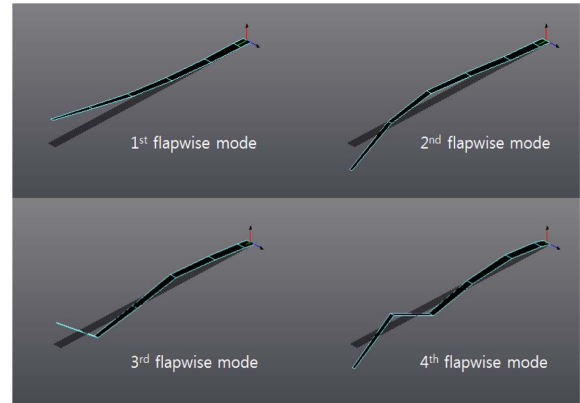 1st flapwise mode
2nd flapwise mode
3rd flapwise mode
4th flapwise mode